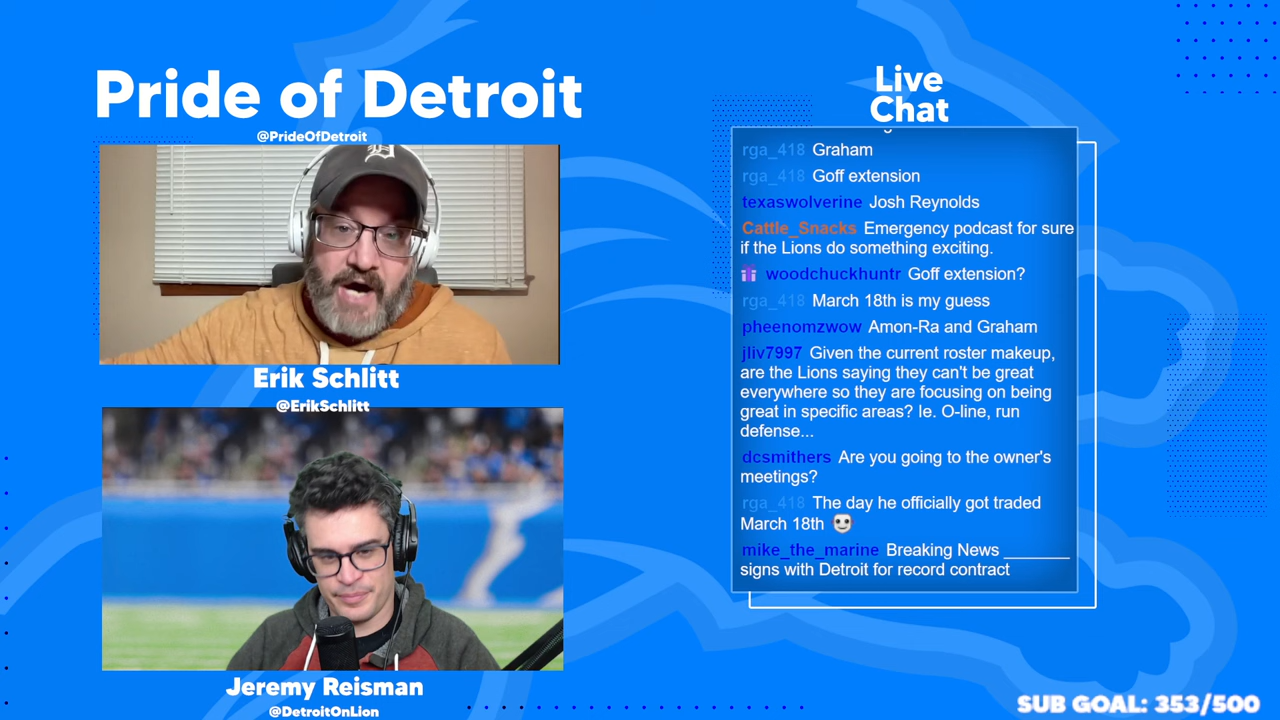 Pride of Detroit
@PrideOfDetroit
Erik Schlitt
@ErikSchlitt
Jeremy Reisman
@DetroitOnLion
Live
Chat
rga_418 Graham
rga_418 Goff extension
texaswolverine Josh Reynolds
Cattle_Snacks Emergency podcast for sure
if the Lions do something exciting.
woodchuckhuntr Goff extension?
rga_418 March 18th is my guess
pheenomzwow Amon-Ra and Graham
jliv7997 Given the current roster makeup,
are the Lions saying they can't be great
everywhere so they are focusing on being
great in specific areas? Ie. O-line, run
defense...
dcsmithers Are you going to the owner's
meetings?
rga_418 The day he officially got traded
March 18th
mike_the_marine Breaking News _______
signs with Detroit for record contract
SUB GOAL: 353/500